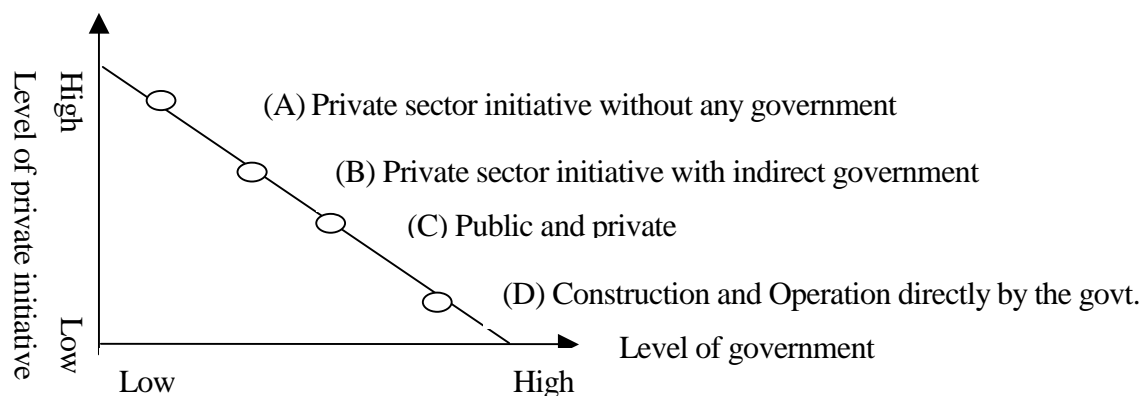 Level of private initiative
High
Low
(A) Private sector initiative without any government
(B) Private sector initiative with indirect government
(C) Public and private
(D) Construction and Operation directly by the govt.
Level of government
Low
High